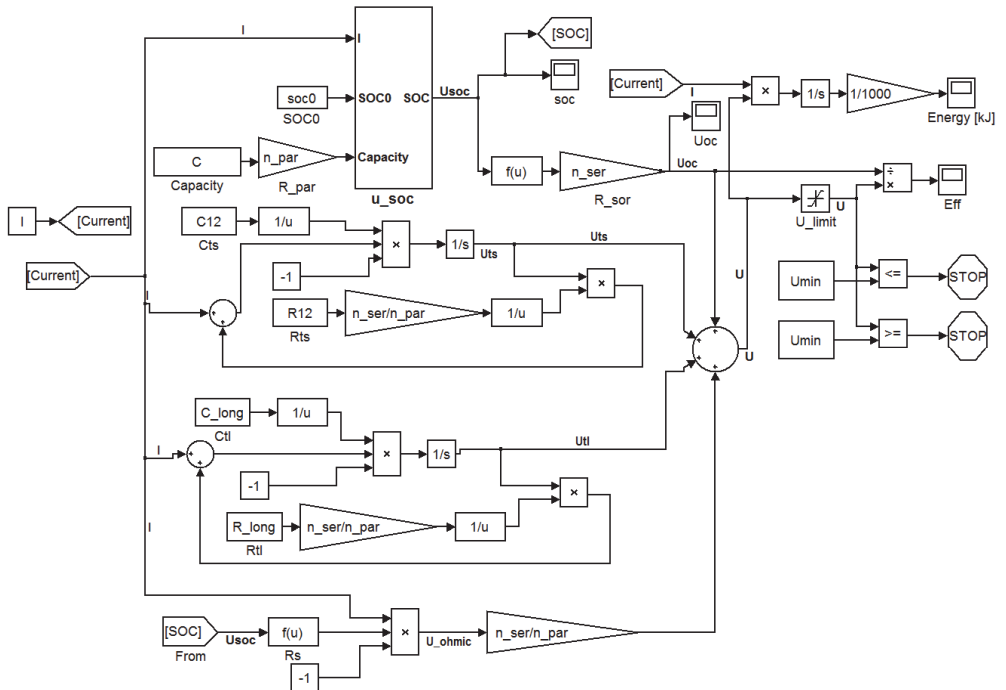 I
I
SOC0
Capacity
SOC
u_soc
soc0
SOC0
C
Capacity
n_par
R_par
Usoc
[SOC]
soc
f(u)
n_ser
R_sor
Uoc
Uoc
[Current]
I
×
1/s
1/1000
Energy [kJ]
÷
×
Eff
U_limit
U
U
Umin
<=
STOP
Umin
>=
STOP
I
[Current]
[Current]
I
C12
Cts
1/u
-1
×
1/s
Uts
Uts
R12
Rts
n_ser/n_par
1/u
×
+
+
+
+
+
+
U
C_long
Ctl
1/u
-1
×
1/s
Utl
I
+
+
R_long
Rtl
n_ser/n_par
1/u
×
I
[SOC]
From
Usoc
f(u)
Rs
-1
×
U_ohmic
n_ser/n_par